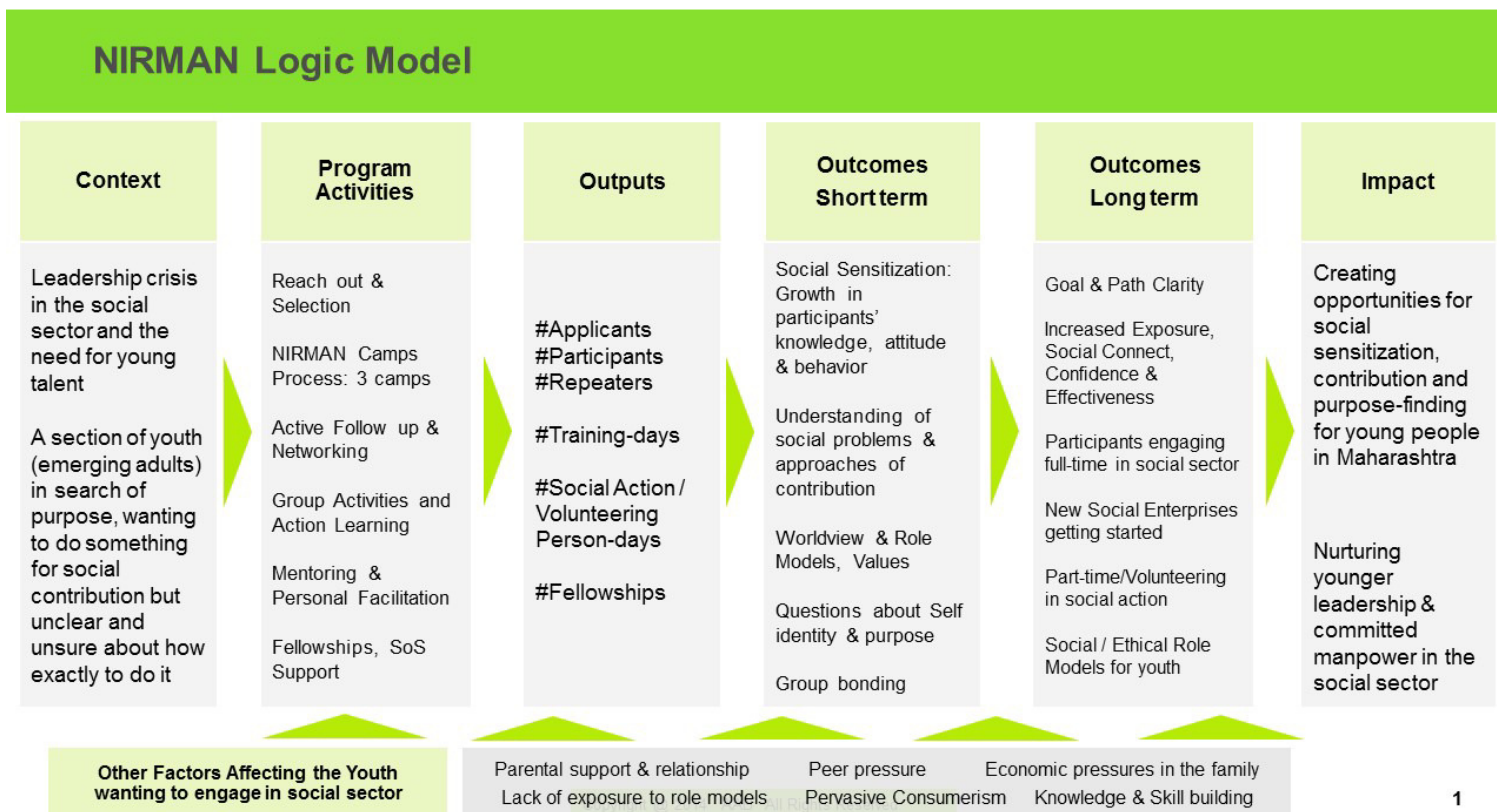 NIRMAN Logic Model
Context
Leadership crisis
in the social
sector and the
need for young
talent
A section of youth
(emerging adults)
in search of
purpose, wanting
to do something
for social
contribution but
unclear and
unsure about how
exactly to do it
Program
Activities
Reach out &
Selection
NIRMAN Camps
Process: 3 camps
Active Follow up &
Networking
Group Activities and
Action Learning
Mentoring &
Personal Facilitation
Fellowships, SoS
Support
Outputs
#Applicants
#Participants
#Repeaters
#Training-days
#Social Action /
Volunteering
Person-days
#Fellowships
Outcomes
Short term
Social Sensitization:
Growth in
participants'
knowledge, attitude
& behavior
Understanding of
social problems &
approaches of
contribution
Worldview & Role
Models, Values
Questions about Self
identity & purpose
Group bonding
Outcomes
Long term
Goal & Path Clarity
Increased Exposure,
Social Connect,
Confidence &
Effectiveness
Participants engaging
full-time in social sector
New Social Enterprises
getting started
Part-time/Volunteering
in social action
Social / Ethical Role
Models for youth
Impact
Creating
opportunities for
social
sensitization,
contribution and
purpose-finding
for young people
in Maharashtra
Nurturing
younger
leadership &
committed
manpower in the
social sector
Other Factors Affecting the Youth
wanting to engage in social sector
Parental support & relationship Peer pressure Economic pressures in the family
Lack of exposure to role models Pervasive Consumerism Knowledge & Skill building
1